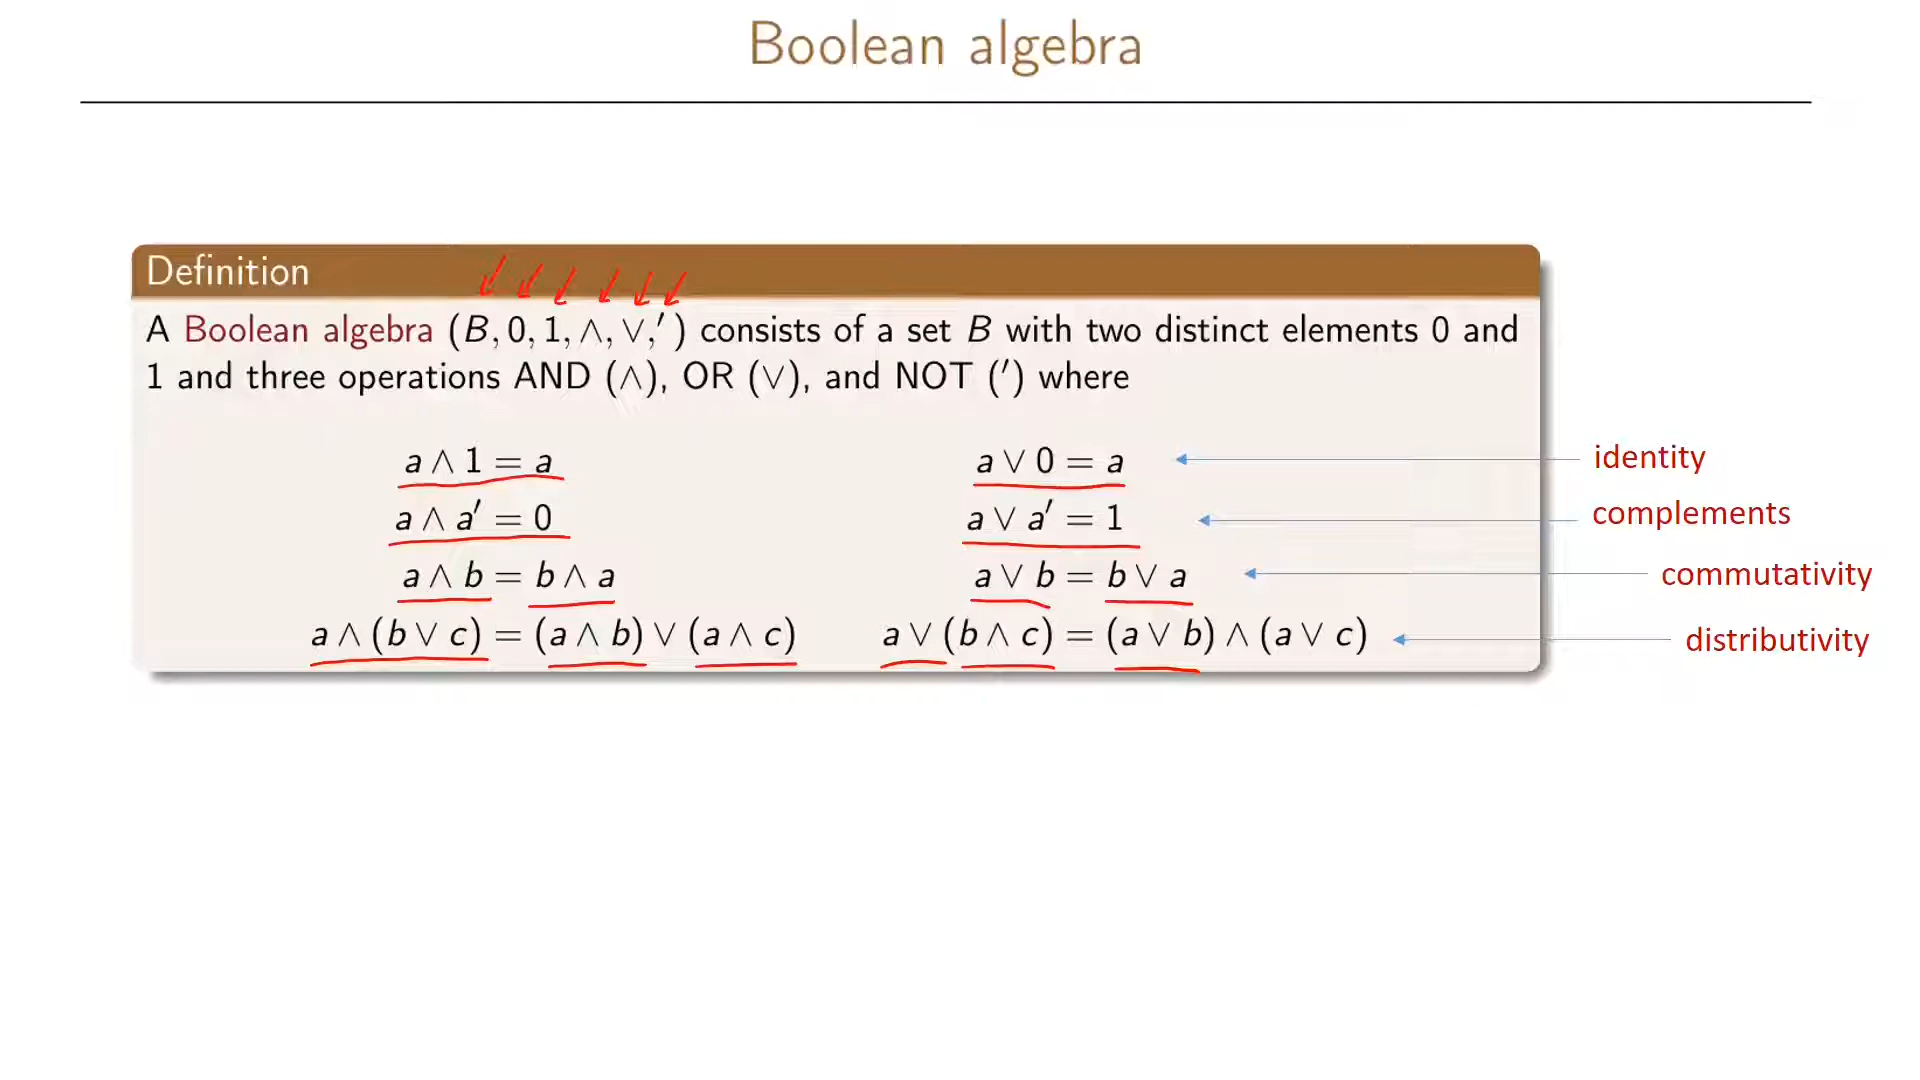 Boolean algebra
Definition
A Boolean algebra (B, 0, 1, ∧, ∨,′ ) consists of a set B with two distinct elements 0 and
1 and three operations AND (∧), OR (∨), and NOT (′) where
a ∧ 1 = a a ∨ 0 = a identity
a ∧ a′ = 0 a ∨ a′ = 1 complements
a ∧ b = b ∧ a a ∨ b = b ∨ a commutativity
a ∧ (b ∨ c) = (a ∧ b) ∨ (a ∧ c) a ∨ (b ∧ c) = (a ∨ b) ∧ (a ∨ c) distributivity